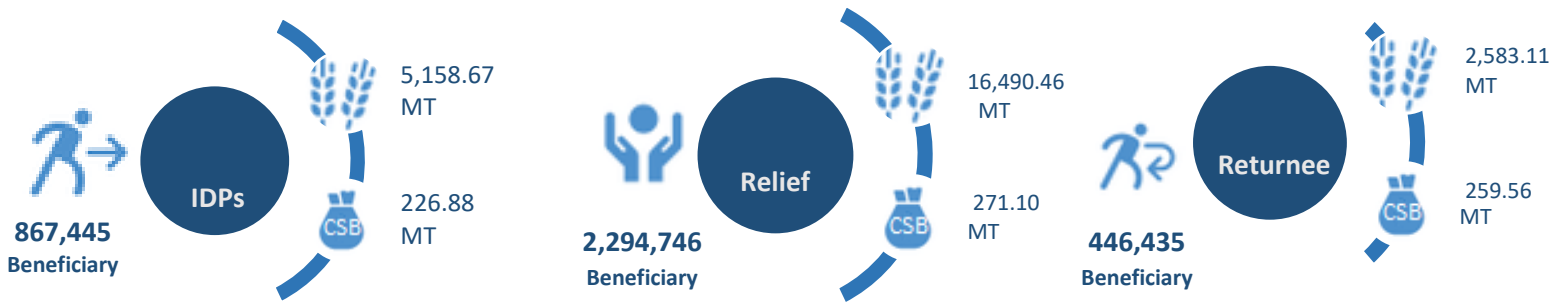 IDPs
867,445
Beneficiary
5,158.67
MT
CSB
226.88
MT
Relief
2,294,746
Beneficiary
16,490.46
MT
CSB
271.10
MT
Returnee
446,435
Beneficiary
2,583.11
MT
CSB
259.56
MT